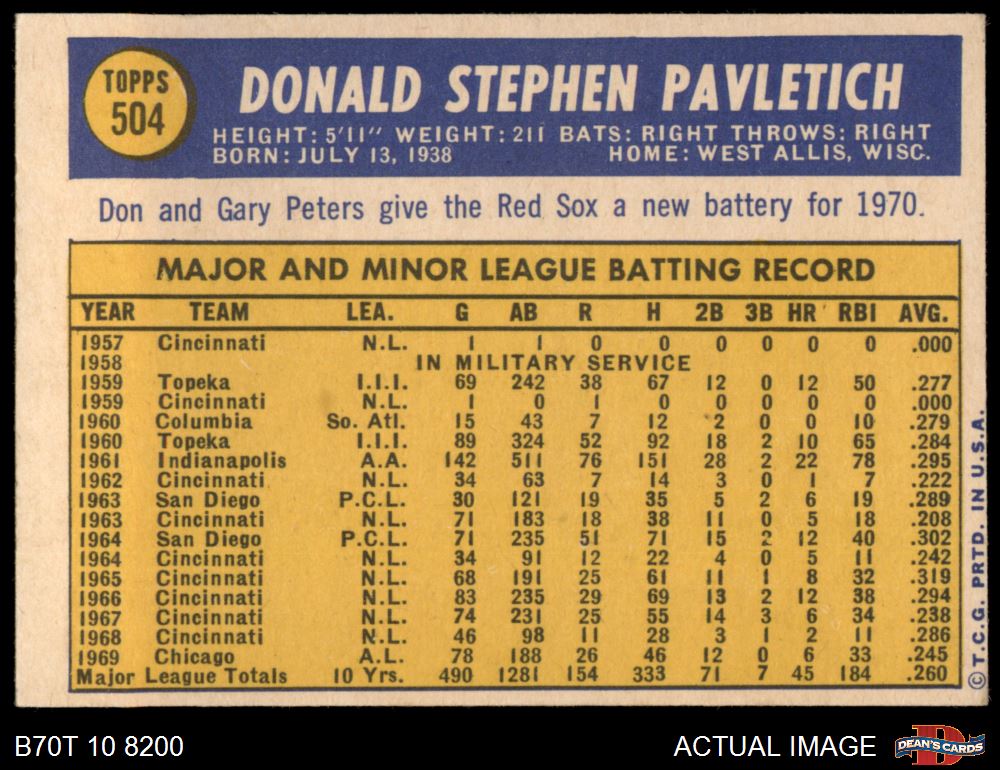 TOPPS
504
DONALD STEPHEN PAVLETICH
HEIGHT: 5'11" WEIGHT: 211 BATS: RIGHT THROWS: RIGHT
BORN: JULY 13, 1938 HOME: WEST ALLIS, WISC.
Don and Gary Peters give the Red Sox a new battery for 1970.
MAJOR AND MINOR LEAGUE BATTING RECORD
YEAR TEAM LEA. G AB R H 2B 3B HR RBI AVG.
1957 Cincinnati N.L. 1 1 0 0 0 0 0 0 .000
1958 IN MILITARY SERVICE
1959 Topeka I.I.I. 69 242 38 67 12 0 12 50 .277
1959 Cincinnati N.L. 1 0 1 0 0 0 0 0 .000
1960 Columbia So. Atl. 15 43 7 12 2 0 0 10 .279
1960 Topeka I.I.I. 89 324 52 92 18 2 10 65 .284
1961 Indianapolis A.A. 142 511 76 151 28 2 22 78 .295
1962 Cincinnati N.L. 34 63 7 14 3 0 1 7 .222
1963 San Diego P.C.L. 30 121 19 35 5 2 6 19 .289
1963 Cincinnati N.L. 71 183 18 38 11 0 5 18 .208
1964 San Diego P.C.L. 71 235 51 71 15 2 12 40 .302
1964 Cincinnati N.L. 34 91 12 22 4 0 5 11 .242
1965 Cincinnati N.L. 68 191 25 61 11 1 8 32 .319
1966 Cincinnati N.L. 83 235 29 69 13 2 12 38 .294
1967 Cincinnati N.L. 74 231 25 55 14 3 6 34 .238
1968 Cincinnati N.L. 46 98 11 28 3 1 2 11 .286
1969 Chicago A.L. 78 188 26 46 12 0 6 33 .245
Major League Totals 10 Yrs. 490 1281 154 333 71 7 45 184 .260
©T.C.G. PRTD. IN U.S.A.
B70T 10 8200
ACTUAL IMAGE
DEAN'S CARDS